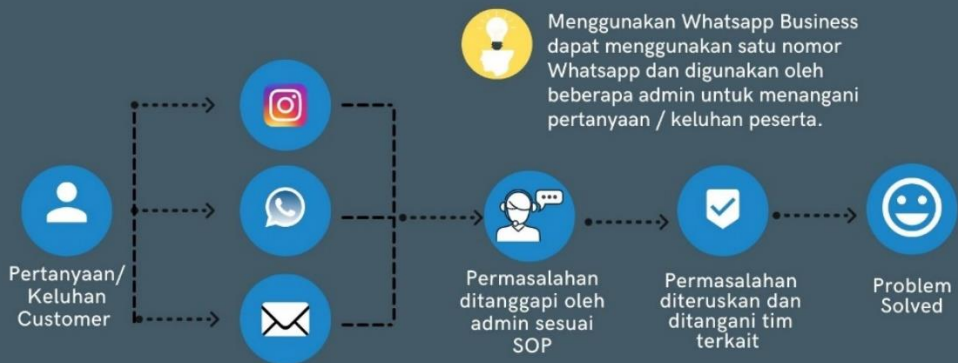 Menggunakan Whatsapp Business
dapat menggunakan satu nomor
Whatsapp dan digunakan oleh
beberapa admin untuk menangani
pertanyaan / keluhan peserta.
Pertanyaan/
Keluhan
Customer
Permasalahan
ditanggapi oleh
admin sesuai
SOP
Permasalahan
diteruskan dan
ditangani tim
terkait
Problem
Solved